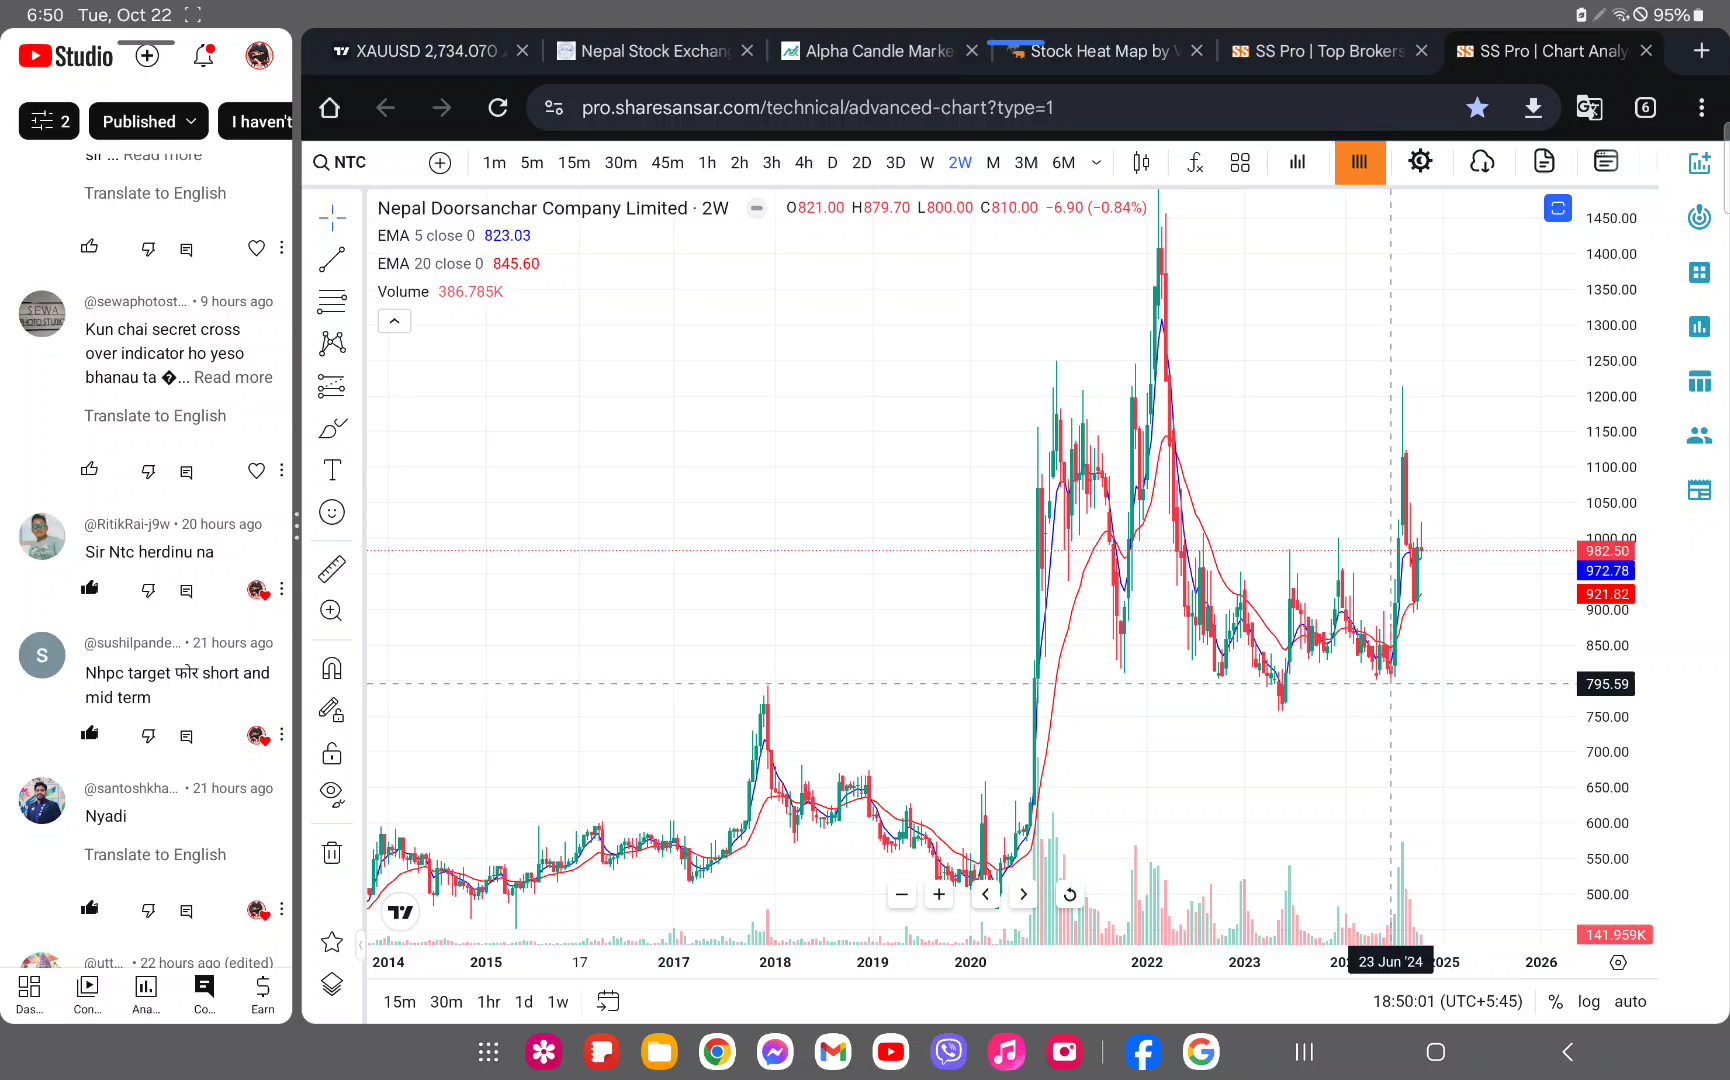 6:50 Tue, Oct 22
95%
Studio
2
Published
I haven't
sir ... Read more
Translate to English
@sewaphotost... • 9 hours ago
Kun chai secret cross
over indicator ho yeso
bhanau ta �... Read more
Translate to English
@RitikRai-j9w • 20 hours ago
Sir Ntc herdinu na
@sushilpande... • 21 hours ago
S
Nhpc target फोर short and
mid term
@santoshkha... • 21 hours ago
Nyadi
Translate to English
@utt... • 22 hours ago (edited)
Das... Con... Ana... Co... Earn
XAUUSD 2,734.070
Nepal Stock Exchan
Alpha Candle Marke
Stock Heat Map by
SS Pro | Top Brokers
SS Pro | Chart Analy
pro.sharesansar.com/technical/advanced-chart?type=1
6
NTC
1m 5m 15m 30m 45m 1h 2h 3h 4h D 2D 3D W 2W M 3M 6M
Nepal Doorsanchar Company Limited · 2W
O821.00 H879.70 L800.00 C810.00 −6.90 (−0.84%)
EMA 5 close 0 823.03
EMA 20 close 0 845.60
Volume 386.785K
1450.00
1400.00
1350.00
1300.00
1250.00
1200.00
1150.00
1100.00
1050.00
1000.00
982.50
972.78
921.82
900.00
850.00
795.59
750.00
700.00
650.00
600.00
550.00
500.00
141.959K
2014 2015 17 2017 2018 2019 2020 2022 2023 23 Jun '24 2026
15m 30m 1hr 1d 1w
18:50:01 (UTC+5:45) % log auto